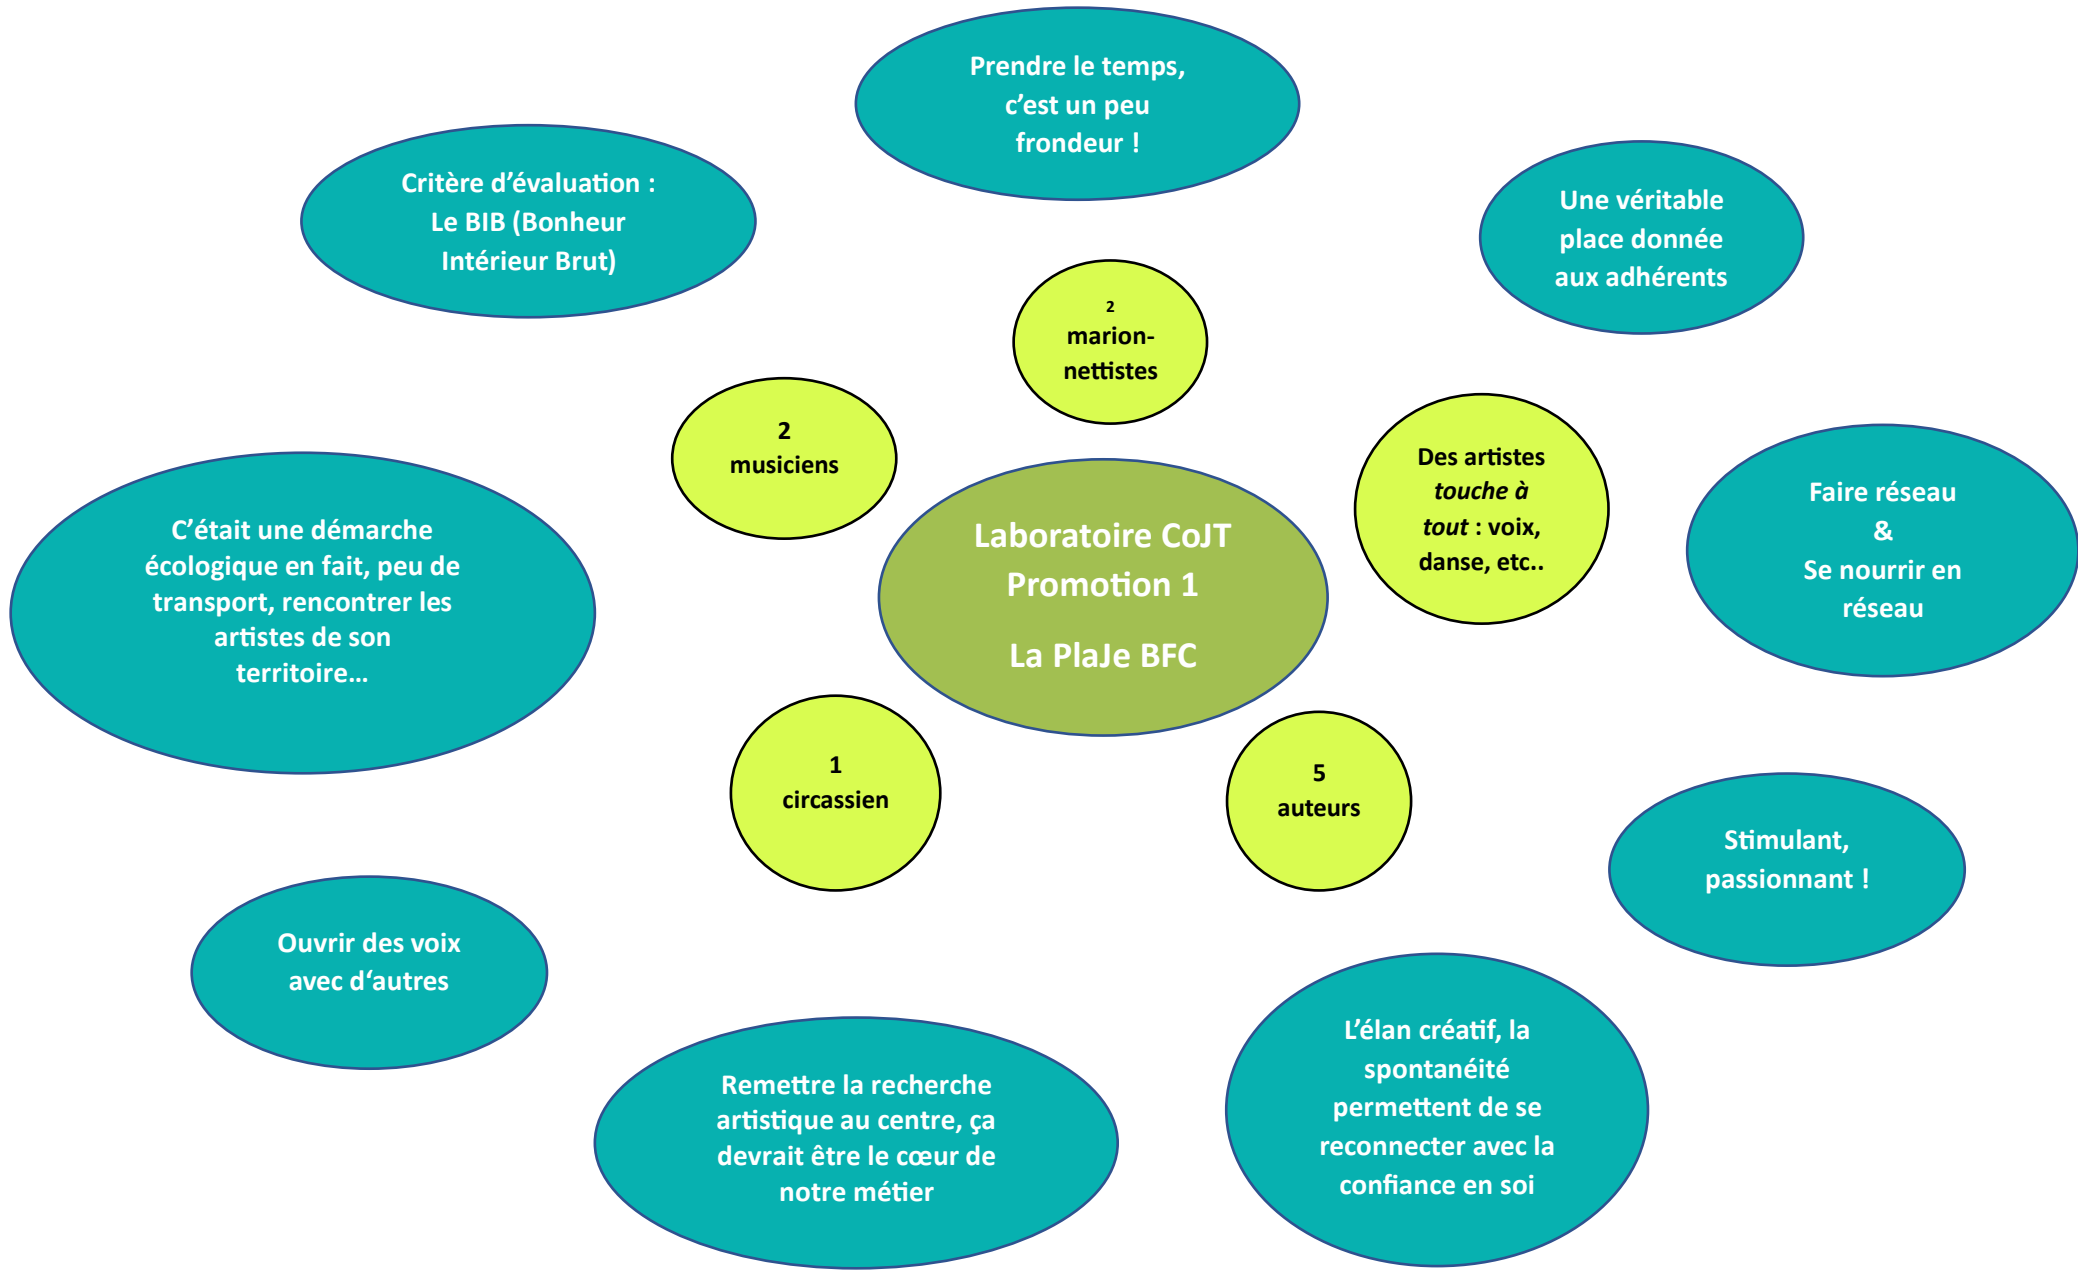 Prendre le temps,
c’est un peu
frondeur !
Critère d’évaluation :
Le BIB (Bonheur
Intérieur Brut)
Une véritable
place donnée
aux adhérents
2
marion-
nettistes
2
musiciens
Des artistes
touche à
tout : voix,
danse, etc..
Faire réseau
&
Se nourrir en
réseau
C’était une démarche
écologique en fait, peu de
transport, rencontrer les
artistes de son
territoire…
Laboratoire CoJT
Promotion 1
La PlaJe BFC
1
circassien
5
auteurs
Stimulant,
passionnant !
Ouvrir des voix
avec d‘autres
Remettre la recherche
artistique au centre, ça
devrait être le cœur de
notre métier
L’élan créatif, la
spontanéité
permettent de se
reconnecter avec la
confiance en soi